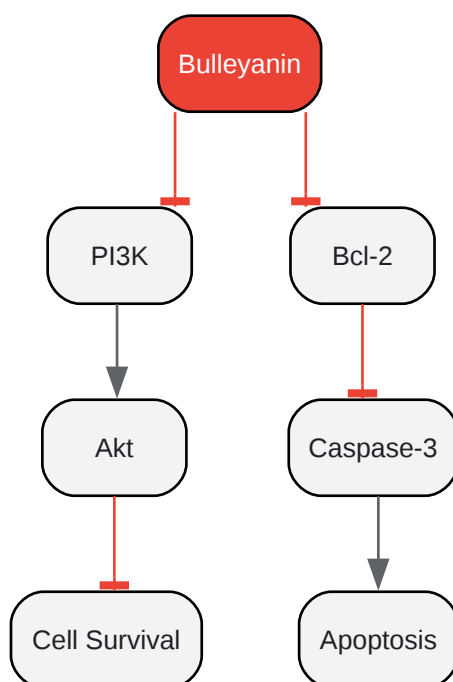 Bulleyanin
PI3K
Bcl-2
Akt
Caspase-3
Cell Survival
Apoptosis